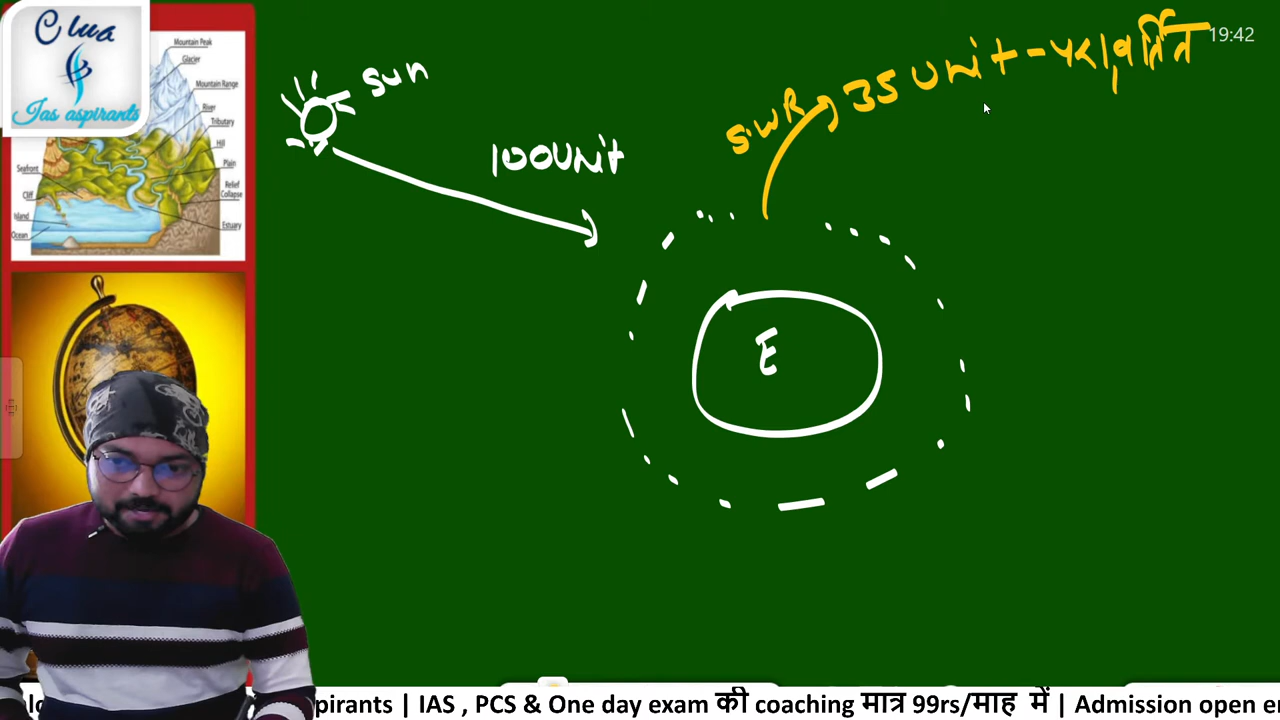 Clua
Ias aspirants
Mountain Peak
Glacier
Mountain Range
River
Tributary
Hill
Plain
Seafront
Cliff
Relief
Collapse
Island
Ocean
Estuary
sun
100Unit
S.W.R 35 Unit - परावर्तित
19:42
E
pirants | IAS , PCS & One day exam की coaching मात्र 99rs/माह में | Admission open